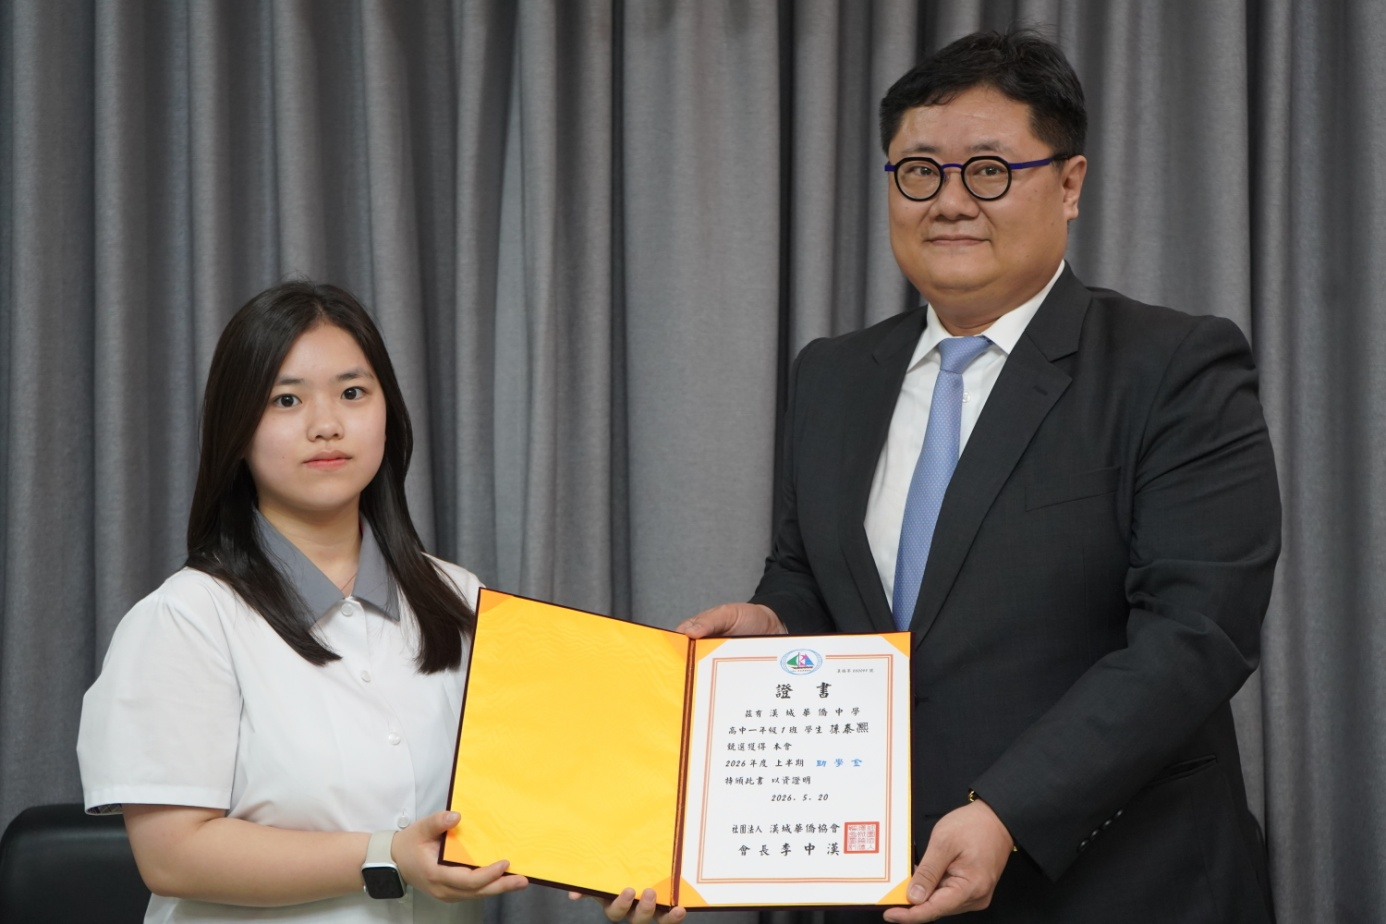 證書
茲有 漢城華僑中學
高中一年級1班 學生 陳泰熙
競選獲得 本會
2026年度 上半期 助學金
特頒此書 以資證明
2026. 5. 20
社團法人 漢城華僑協會
會長 李中漢